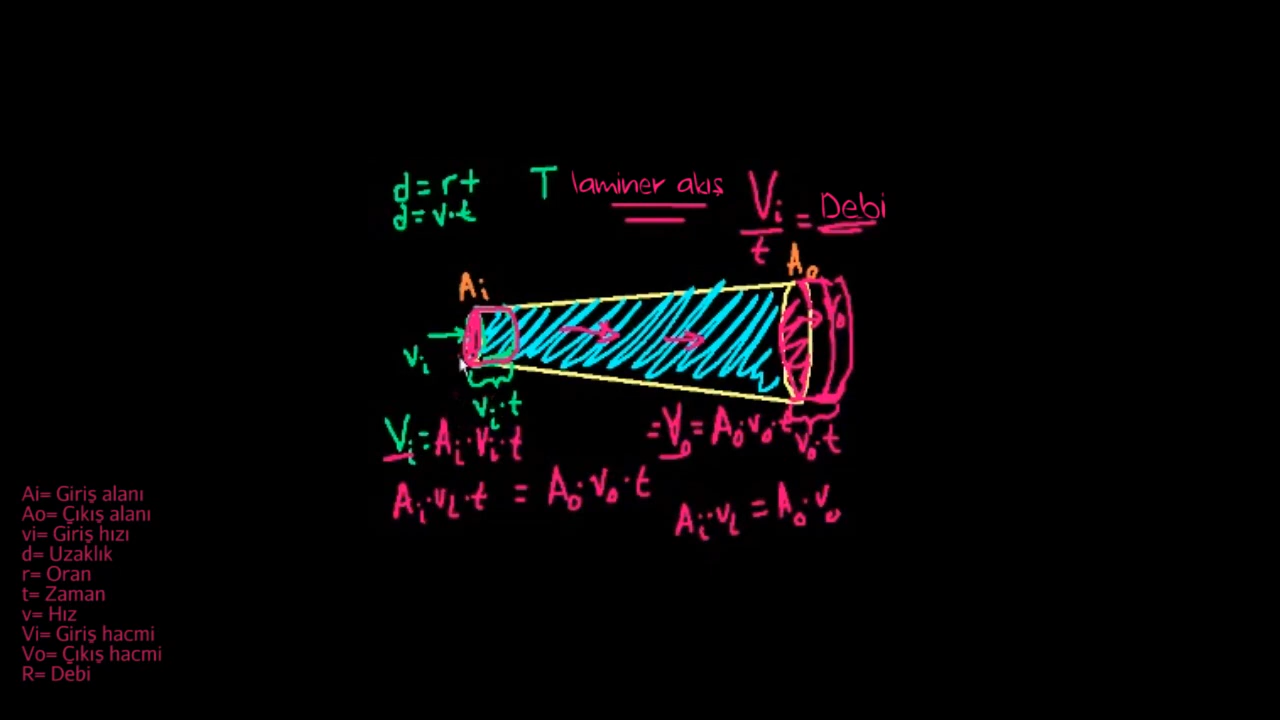 d = rt
d = v·t
T laminer akış
Vi/t = Debi
Ai
Ao
vi
vo
vi·t
vo·t
Vi = Ai·vi·t
= Vo = Ao·vo·t
Ai·vi·t = Ao·vo·t
Ai·vi = Ao·vo
Ai= Giriş alanı
Ao= Çıkış alanı
vi= Giriş hızı
d= Uzaklık
r= Oran
t= Zaman
v= Hız
Vi= Giriş hacmi
Vo= Çıkış hacmi
R= Debi